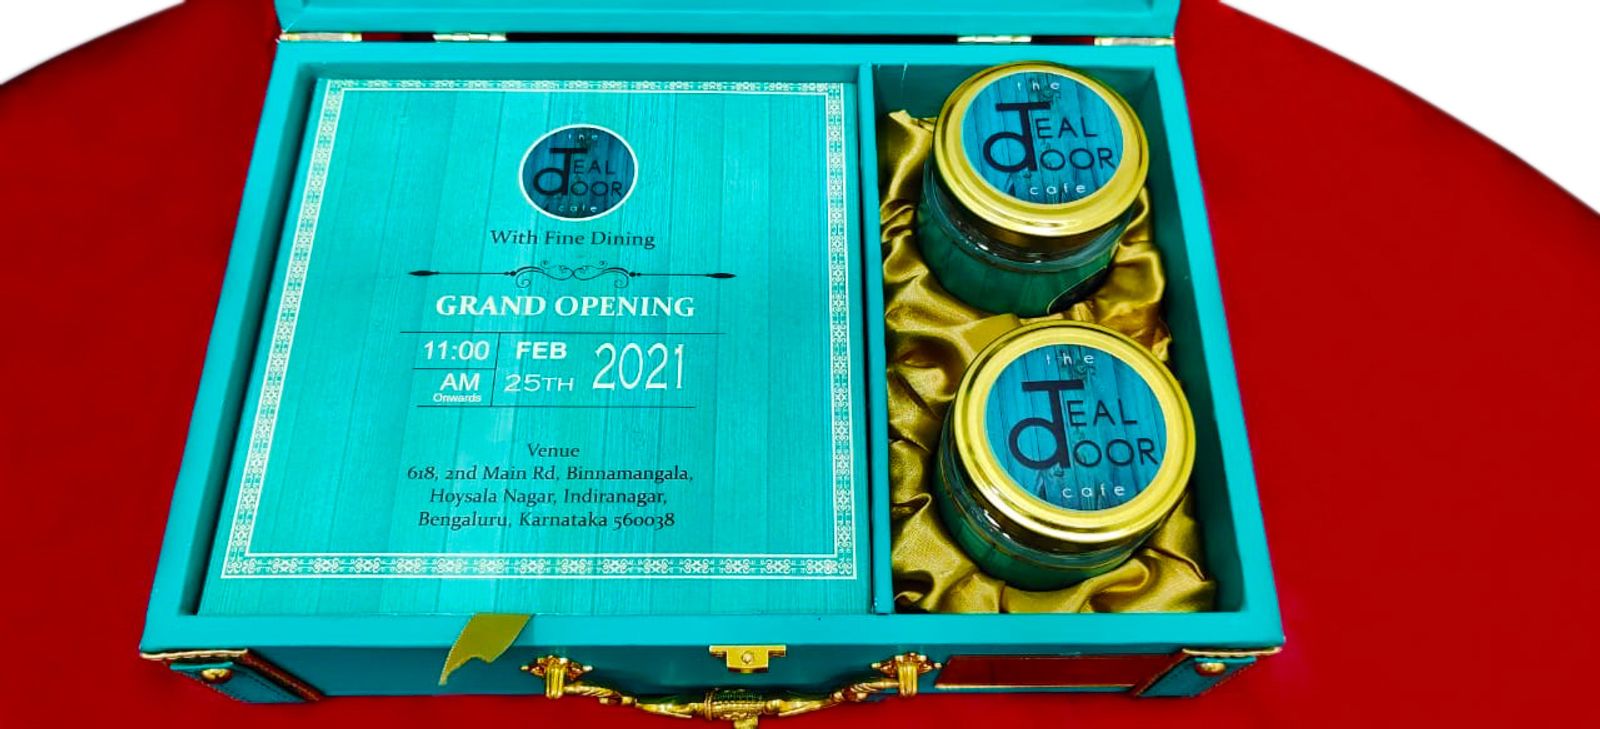 the
TEAL
dOOR
cafe
With Fine Dining
GRAND OPENING
11:00 AM Onwards
FEB 25TH
2021
Venue
618, 2nd Main Rd, Binnamangala,
Hoysala Nagar, Indiranagar,
Bengaluru, Karnataka 560038
the
TEAL
dOOR
cafe
the
TEAL
dOOR
cafe